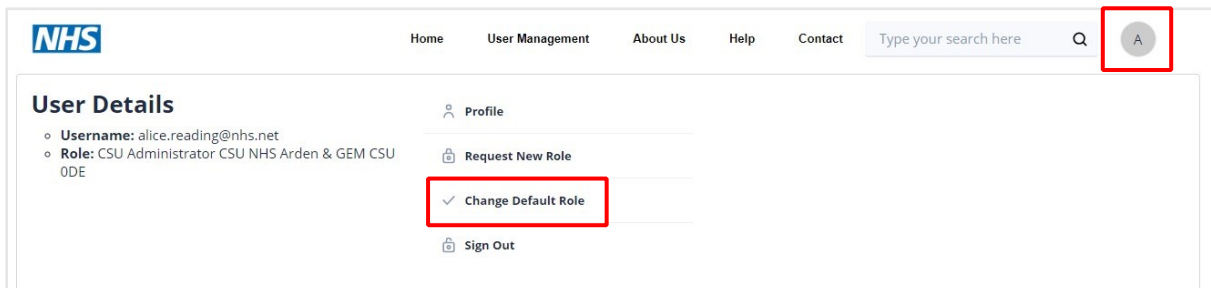 NHS
Home User Management About Us Help Contact Type your search here A
User Details
Username: alice.reading@nhs.net
Role: CSU Administrator CSU NHS Arden & GEM CSU
0DE
Profile
Request New Role
Change Default Role
Sign Out